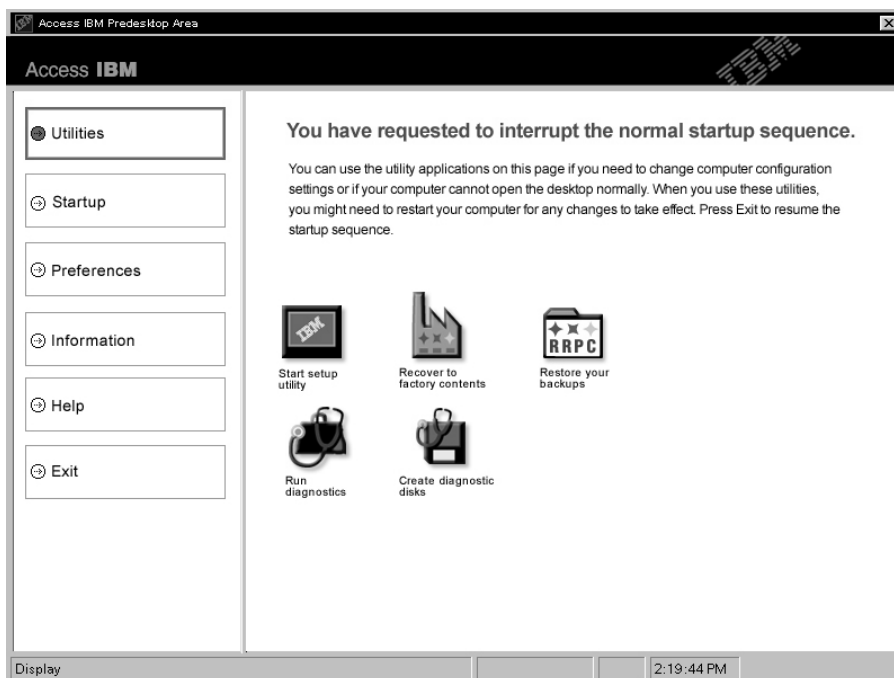 Access IBM Predesktop Area
Access IBM
IBM
Utilities
Startup
Preferences
Information
Help
Exit
You have requested to interrupt the normal startup sequence.
You can use the utility applications on this page if you need to change computer configuration
settings or if your computer cannot open the desktop normally. When you use these utilities,
you might need to restart your computer for any changes to take effect. Press Exit to resume the
startup sequence.
IBM
Start setup
utility
Recover to
factory contents
RRPC
Restore your
backups
Run
diagnostics
Create diagnostic
disks
Display
2:19:44 PM